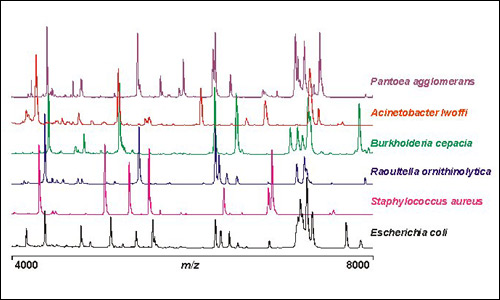 Pantoea agglomerans
Acinetobacter lwoffi
Burkholderia cepacia
Raoultella ornithinolytica
Staphylococcus aureus
Escherichia coli
4000 m/z 8000